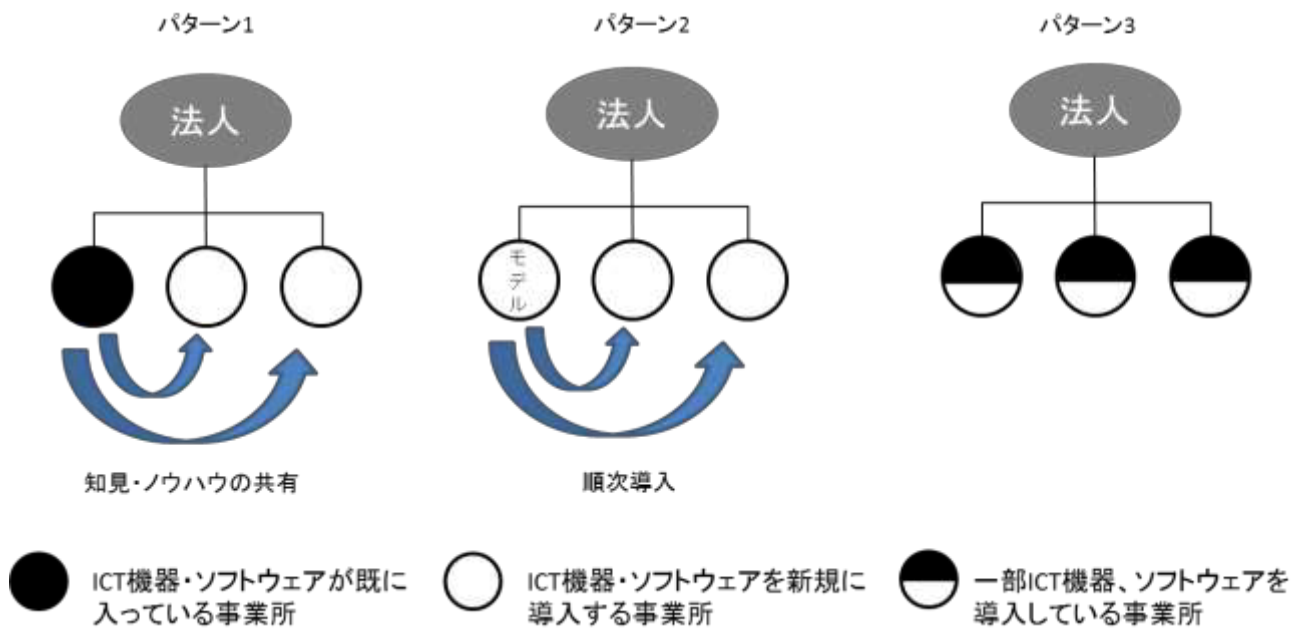 パターン1
パターン2
パターン3
法人
法人
法人
モデル
知見・ノウハウの共有
順次導入
ICT機器・ソフトウェアが既に
入っている事業所
ICT機器・ソフトウェアを新規に
導入する事業所
一部ICT機器、ソフトウェアを
導入している事業所